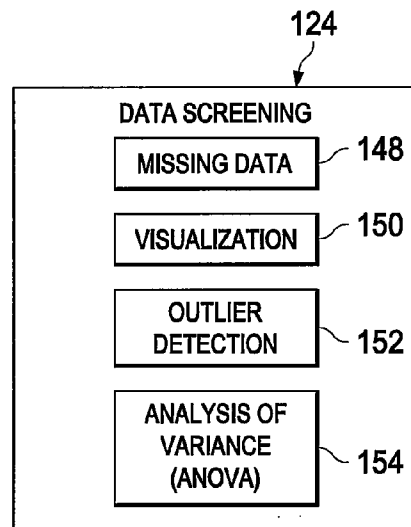 124
DATA SCREENING
MISSING DATA
148
VISUALIZATION
150
OUTLIER
DETECTION
152
ANALYSIS OF
VARIANCE
(ANOVA)
154